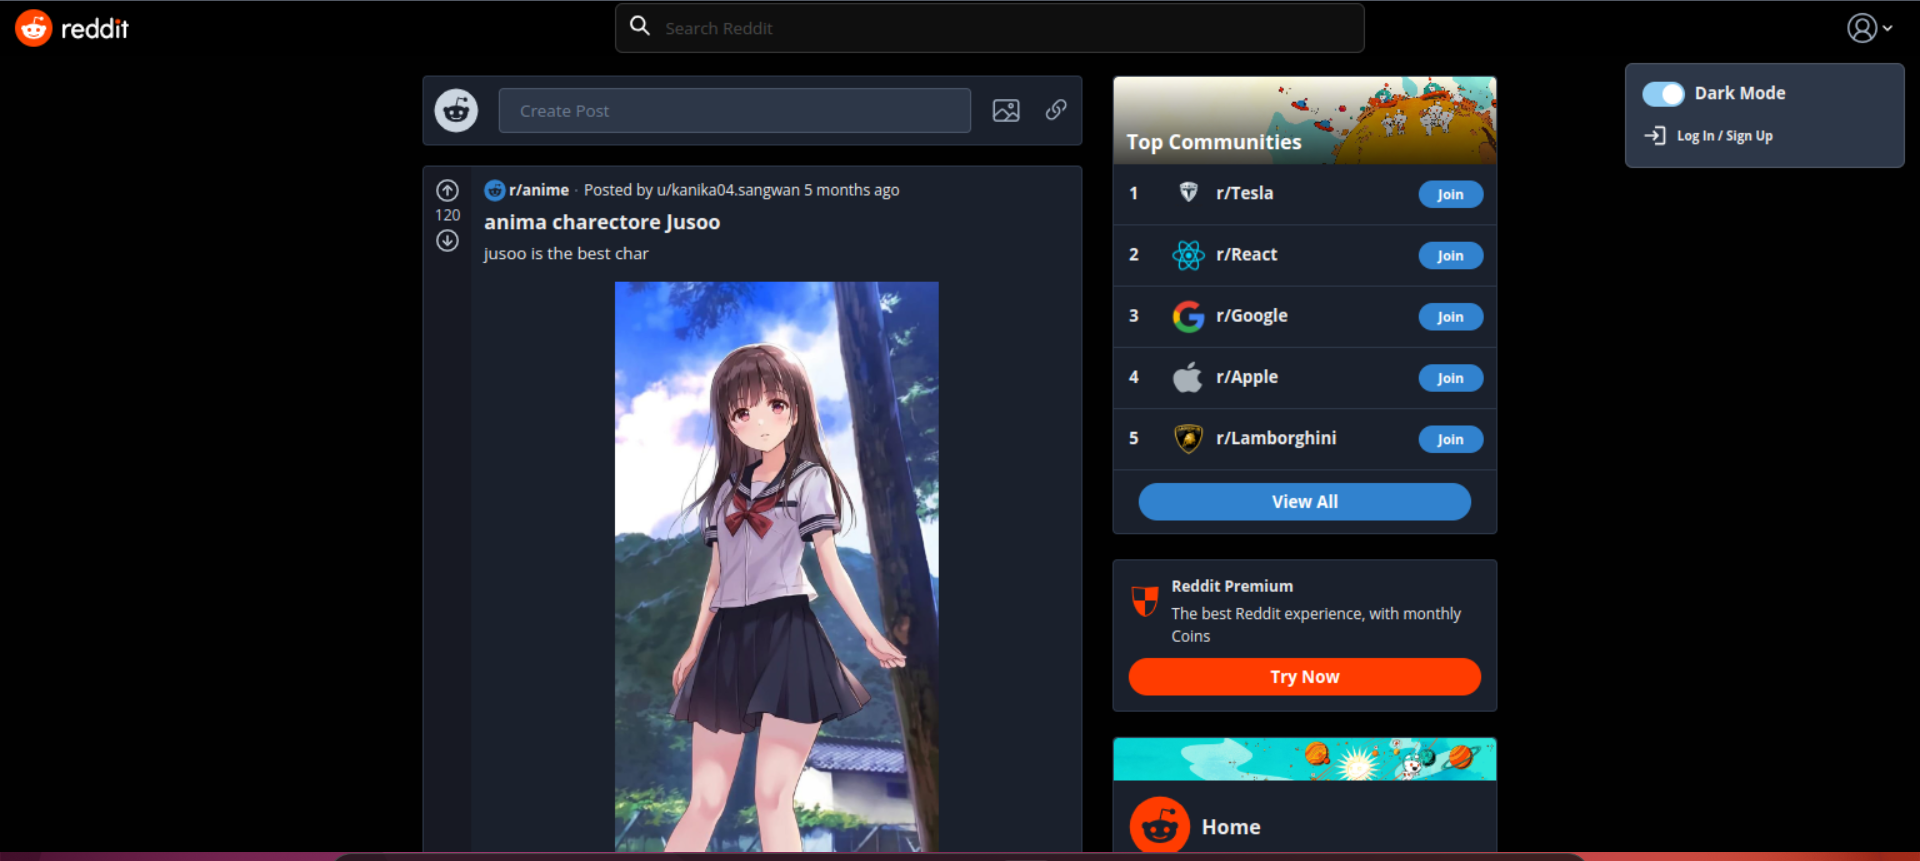 reddit
Search Reddit
Dark Mode
Log In / Sign Up
Create Post
r/anime · Posted by u/kanika04.sangwan 5 months ago
120
anima charectore Jusoo
jusoo is the best char
Top Communities
1 r/Tesla Join
2 r/React Join
3 r/Google Join
4 r/Apple Join
5 r/Lamborghini Join
View All
Reddit Premium
The best Reddit experience, with monthly
Coins
Try Now
Home